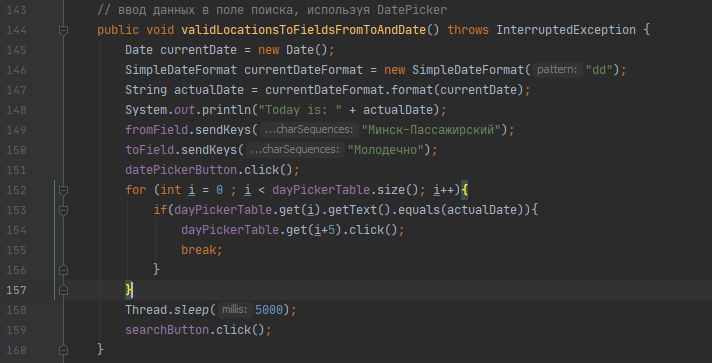 143 // ввод данных в поле поиска, используя DatePicker
144 public void validLocationsToFieldsFromToAndDate() throws InterruptedException {
145 Date currentDate = new Date();
146 SimpleDateFormat currentDateFormat = new SimpleDateFormat( pattern: "dd");
147 String actualDate = currentDateFormat.format(currentDate);
148 System.out.println("Today is: " + actualDate);
149 fromField.sendKeys( ...charSequences: "Минск-Пассажирский");
150 toField.sendKeys( ...charSequences: "Молодечно");
151 datePickerButton.click();
152 for (int i = 0 ; i < dayPickerTable.size(); i++){
153 if(dayPickerTable.get(i).getText().equals(actualDate)){
154 dayPickerTable.get(i+5).click();
155 break;
156 }
157 }
158 Thread.sleep( millis: 5000);
159 searchButton.click();
160 }